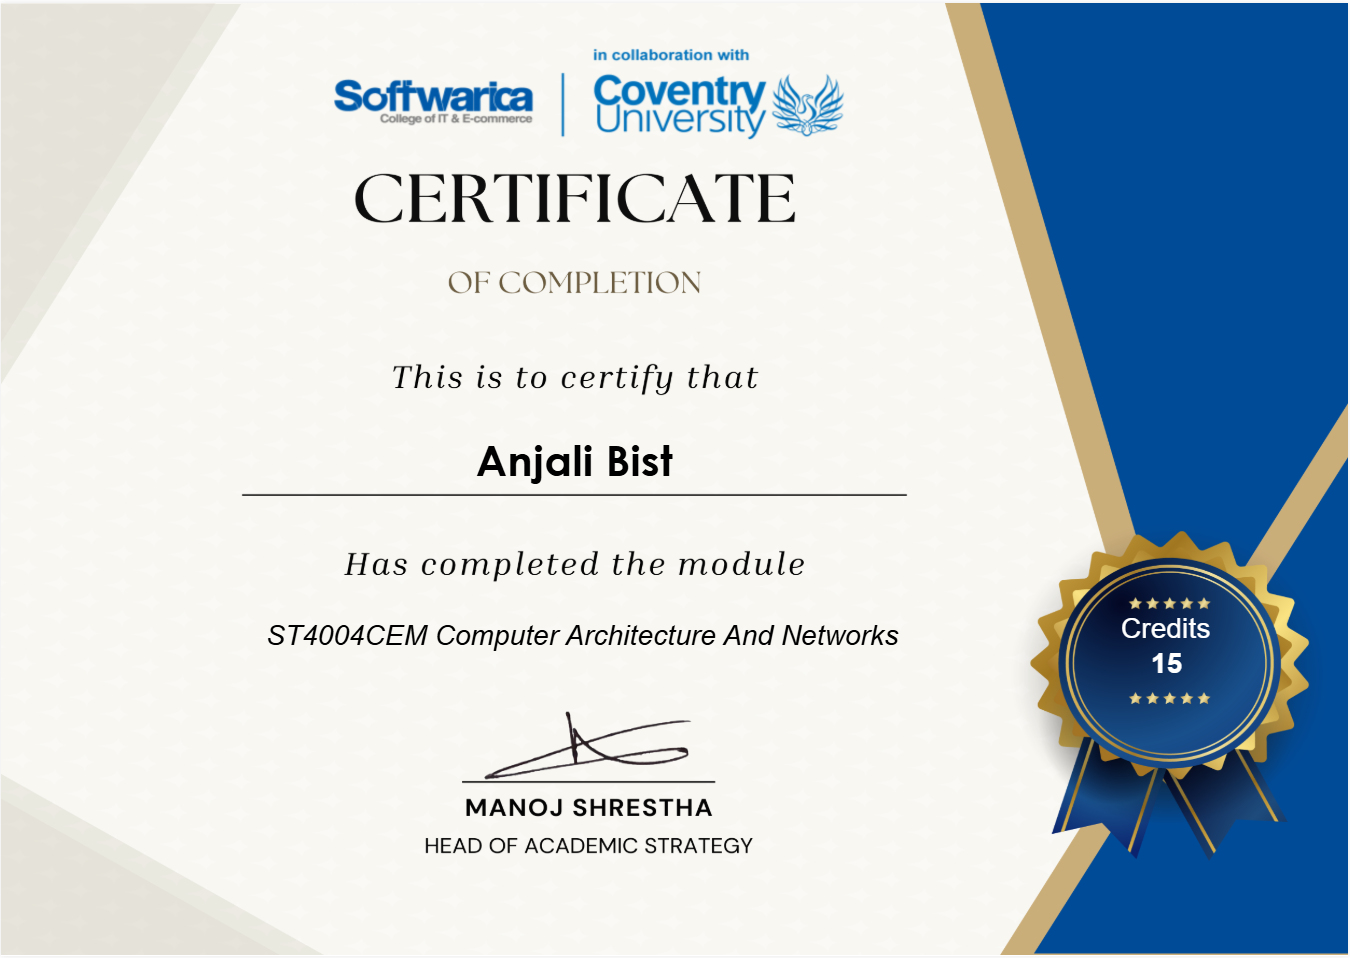 in collaboration with
Softwarica
College of IT & E-commerce
Coventry
University
CERTIFICATE
OF COMPLETION
This is to certify that
Anjali Bist
Has completed the module
ST4004CEM Computer Architecture And Networks
Credits
15
MANOJ SHRESTHA
HEAD OF ACADEMIC STRATEGY